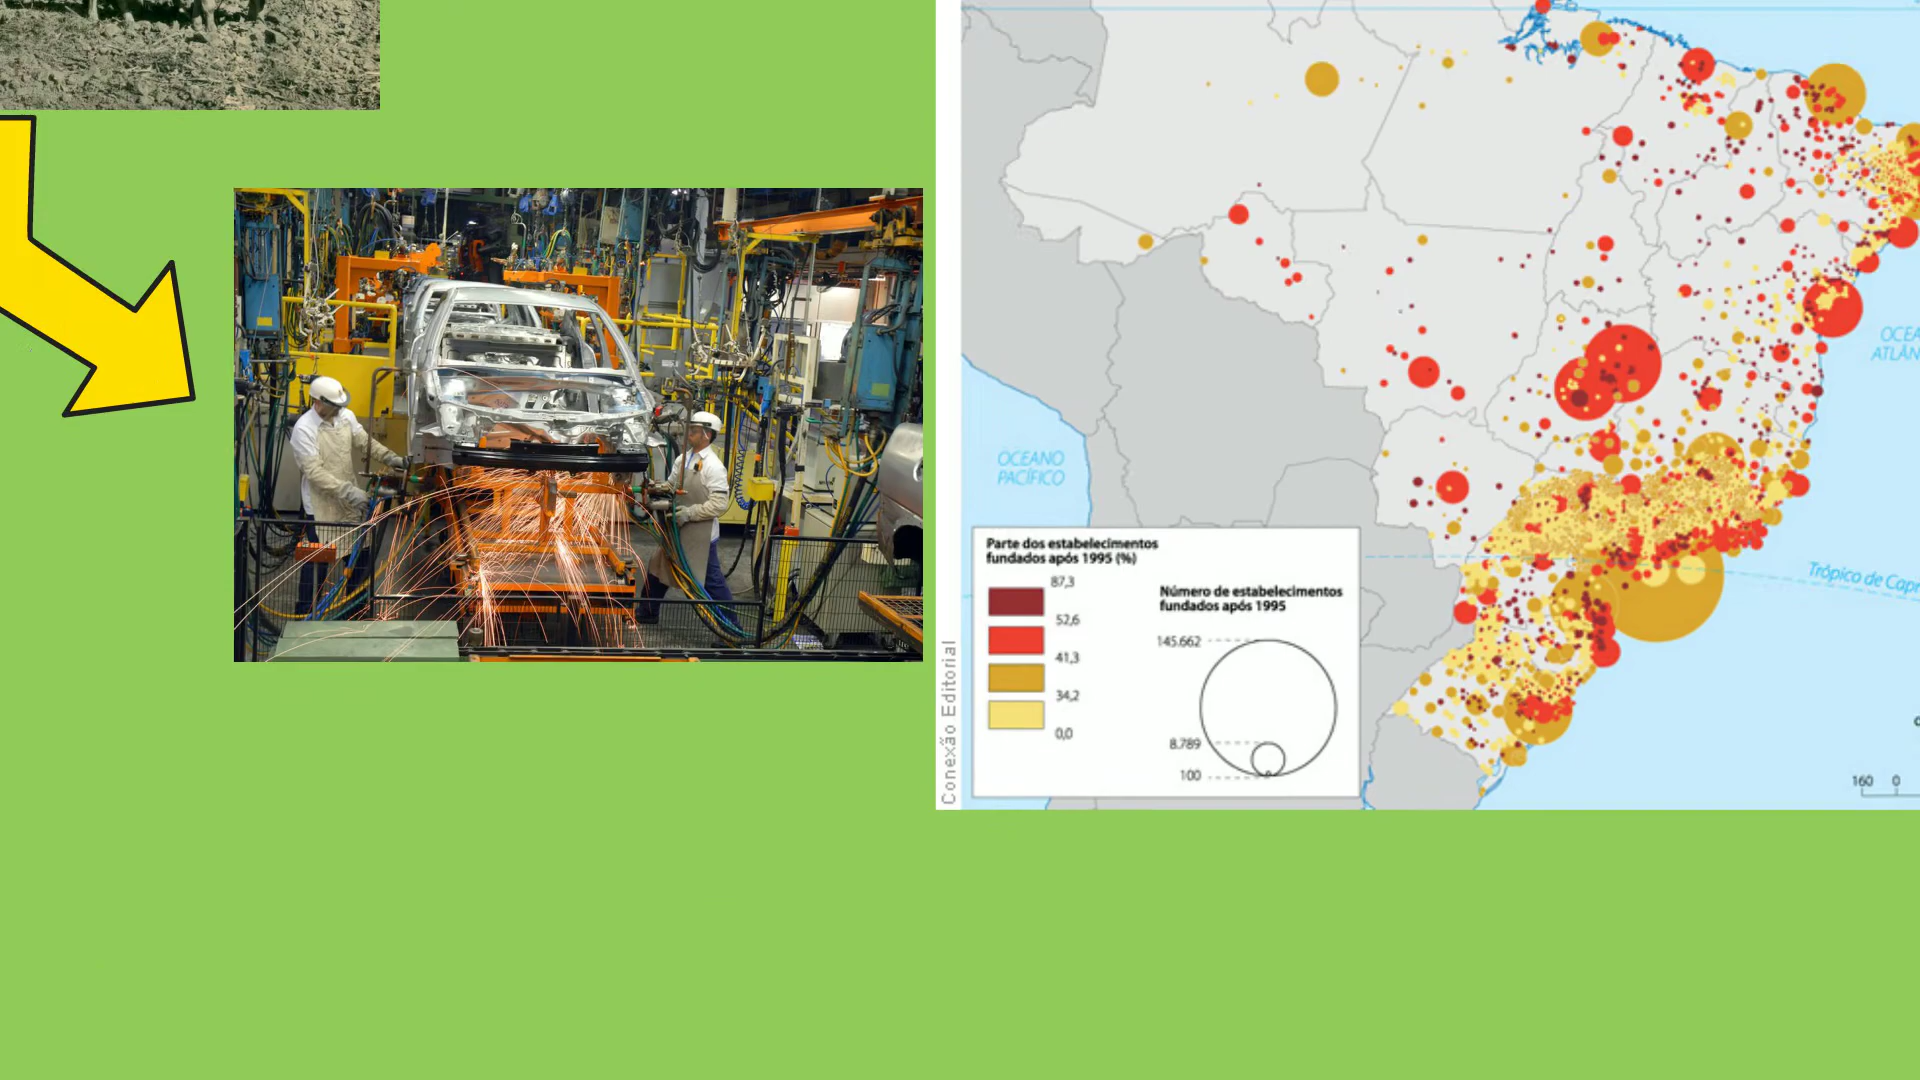 OCEANO
PACÍFICO
OCEA
ATLÂN
Trópico de Capr
Parte dos estabelecimentos
fundados após 1995 (%)
87,3
52,6
41,3
34,2
0,0
Número de estabelecimentos
fundados após 1995
145.662
8.789
100
160 0
Conexão Editorial